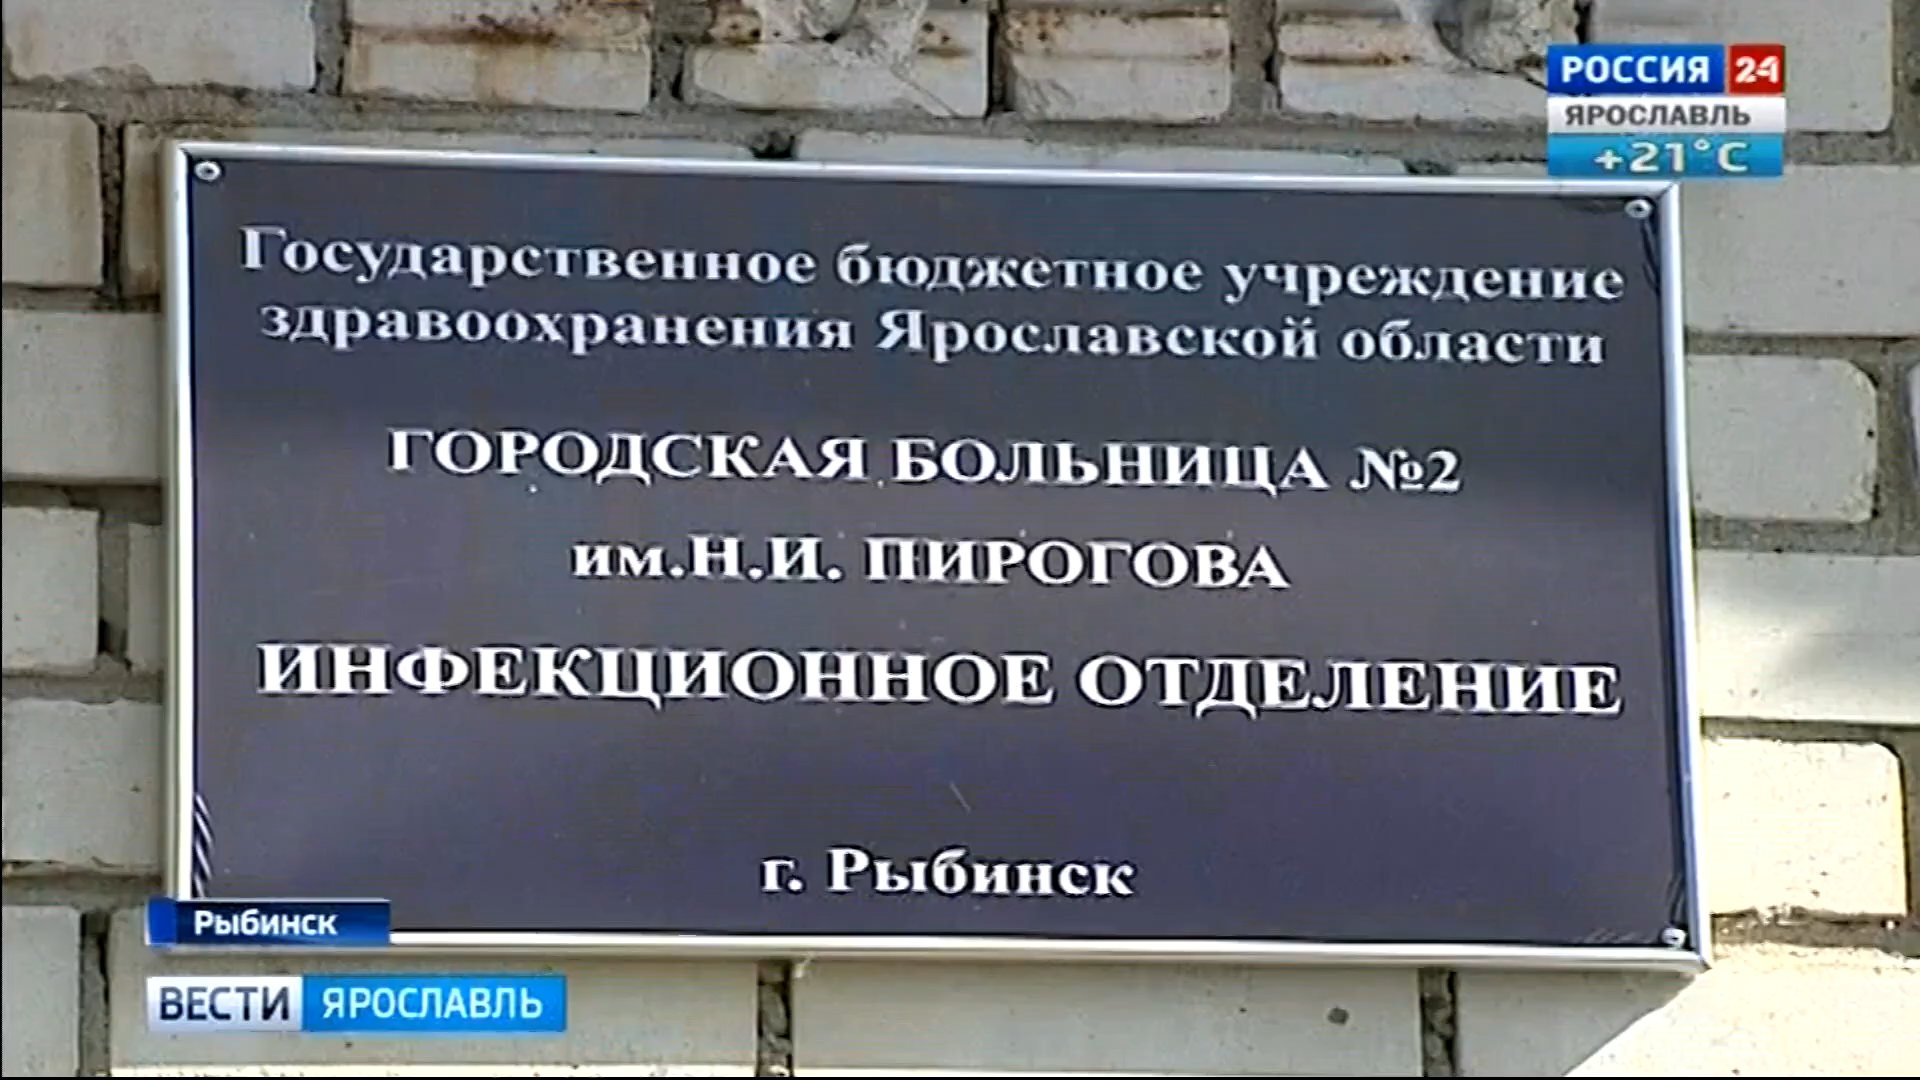 РОССИЯ 24
ЯРОСЛАВЛЬ
+21°C
Государственное бюджетное учреждение
здравоохранения Ярославской области
ГОРОДСКАЯ БОЛЬНИЦА №2
им.Н.И. ПИРОГОВА
ИНФЕКЦИОННОЕ ОТДЕЛЕНИЕ
г. Рыбинск
Рыбинск
ВЕСТИ ЯРОСЛАВЛЬ